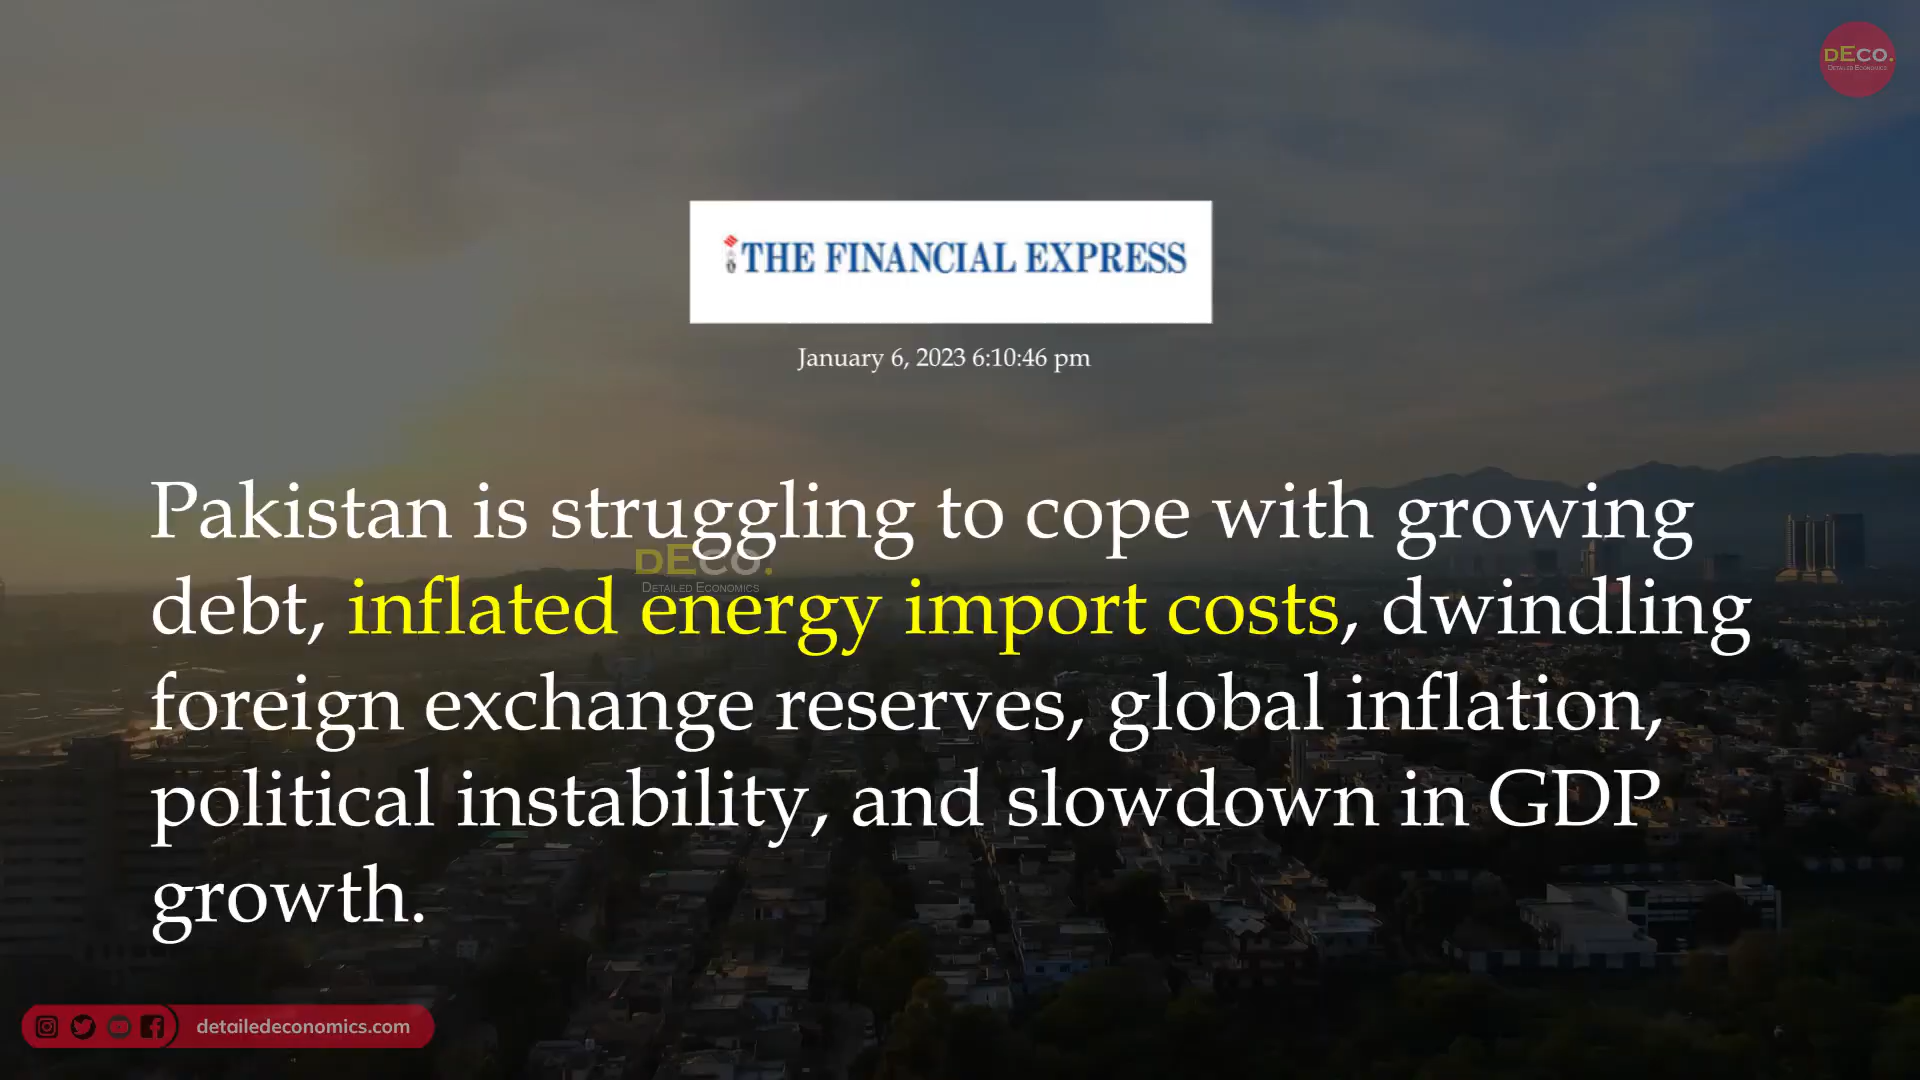 DECO.
DETAILED ECONOMICS
THE FINANCIAL EXPRESS
January 6, 2023 6:10:46 pm
Pakistan is struggling to cope with growing
debt, inflated energy import costs, dwindling
foreign exchange reserves, global inflation,
political instability, and slowdown in GDP
growth.
DECO.
DETAILED ECONOMICS
detailedeconomics.com